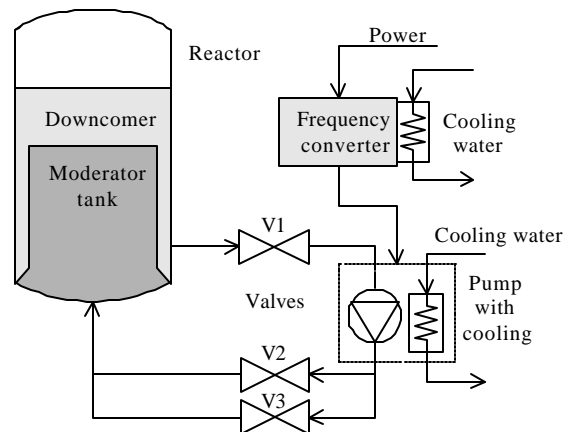 Power
Reactor
Downcomer
Frequency
converter
Cooling
water
Moderator
tank
V1
Cooling water
Valves
Pump
with
cooling
V2
V3